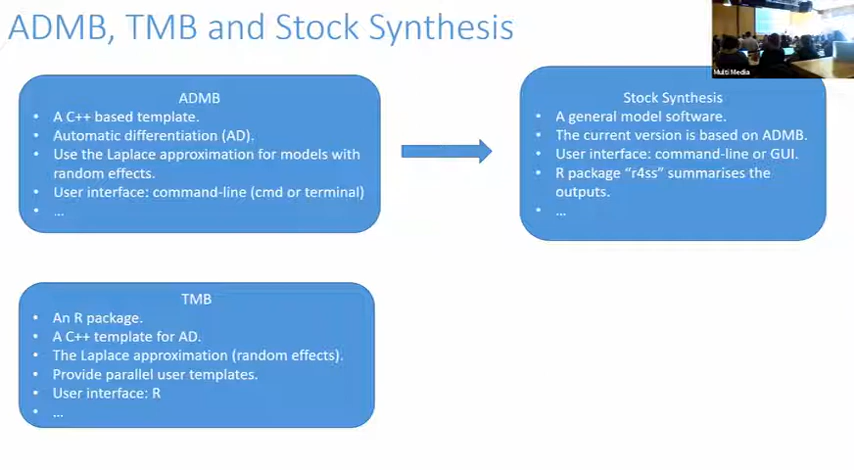 ADMB, TMB and Stock Synthesis
Multi Media
ADMB
• A C++ based template.
• Automatic differentiation (AD).
• Use the Laplace approximation for models with
random effects.
• User interface: command-line (cmd or terminal)
• ...
Stock Synthesis
• A general model software.
• The current version is based on ADMB.
• User interface: command-line or GUI.
• R package “r4ss” summarises the
outputs.
• ...
TMB
• An R package.
• A C++ template for AD.
• The Laplace approximation (random effects).
• Provide parallel user templates.
• User interface: R
• ...